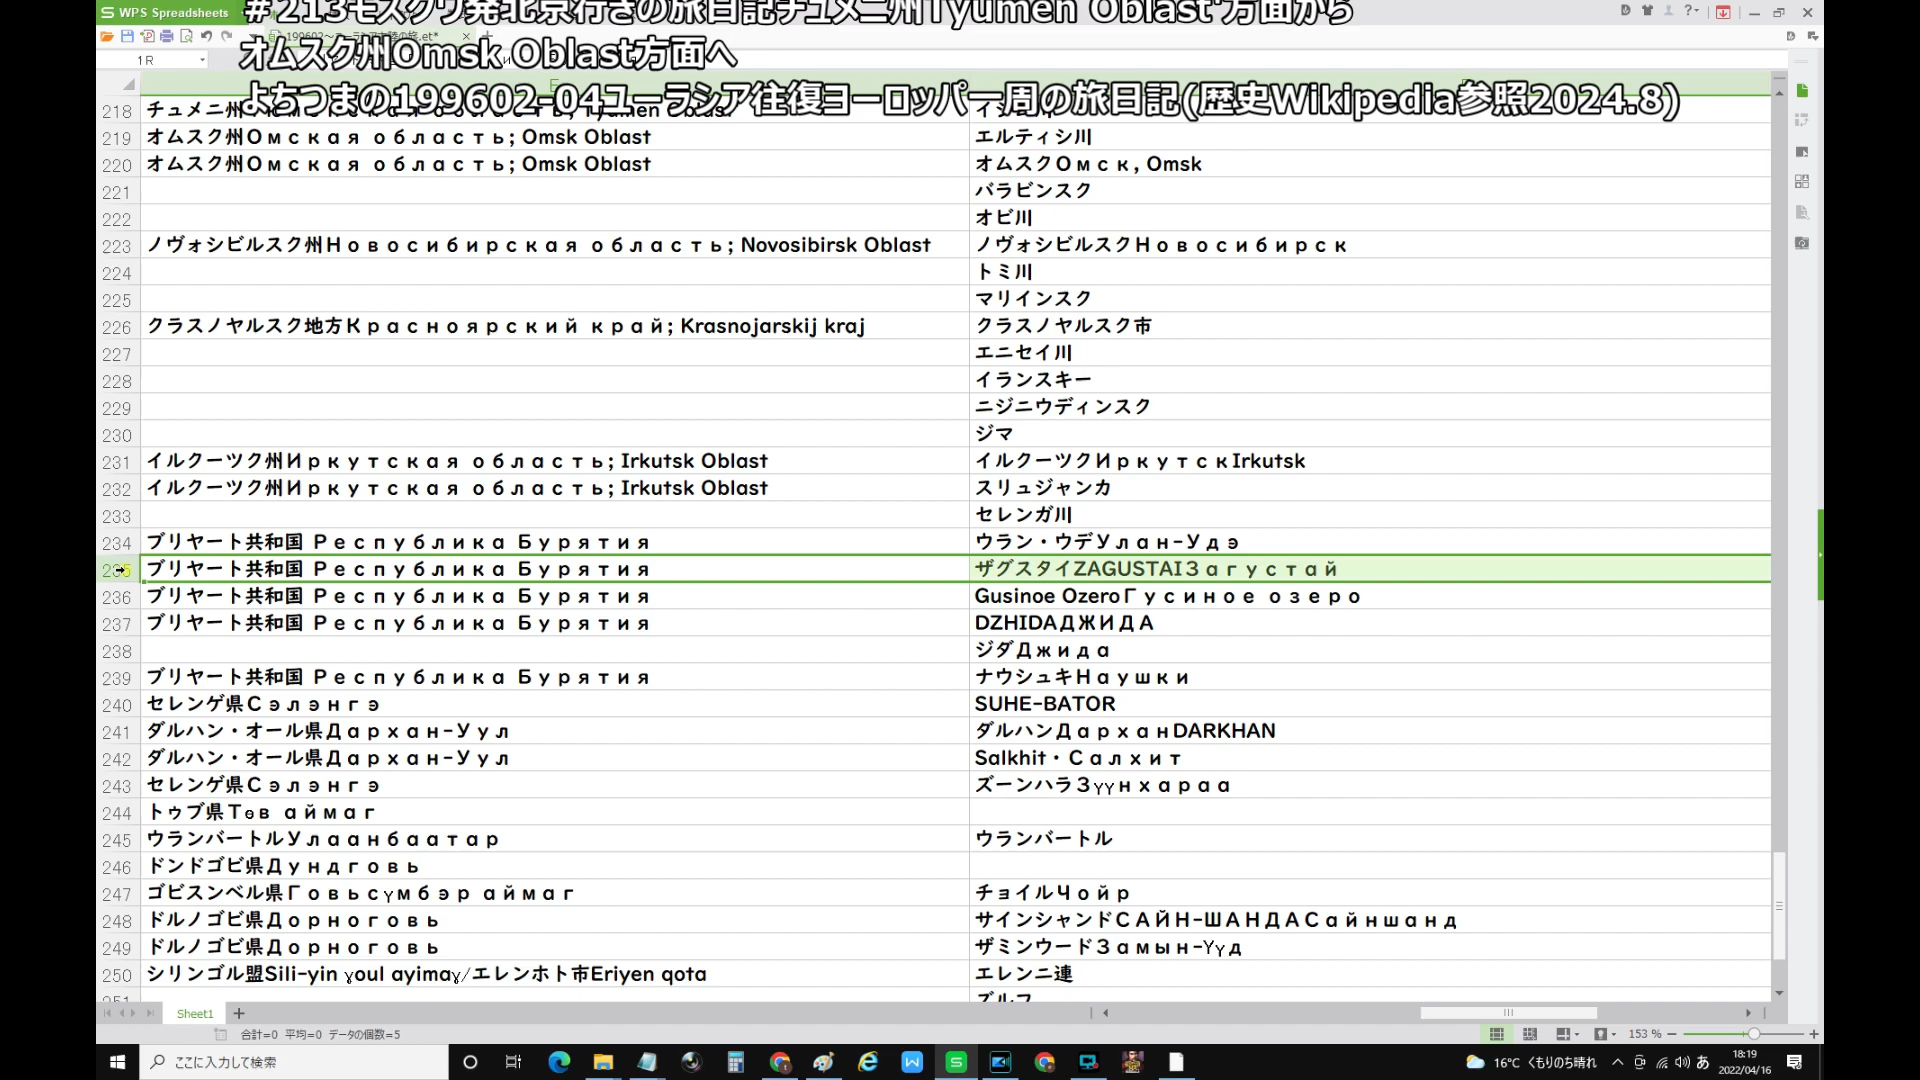 #213モスクワ発北京行きの旅日記チュメニ州Tyumen Oblast'方面から
オムスク州Omsk Oblast方面へ
よちつまの199602-04ユーラシア往復ヨーロッパ一周の旅日記(歴史Wikipedia参照2024.8)
WPS Spreadsheets
1R
218 チュメニ州
219 オムスク州Омская область; Omsk Oblast エルティシ川
220 オムスク州Омская область; Omsk Oblast オムスクОмск, Omsk
221 バラビンスク
222 オビ川
223 ノヴォシビルスク州Новосибирская область; Novosibirsk Oblast ノヴォシビルスクНовосибирск
224 トミ川
225 マリインスク
226 クラスノヤルスク地方Красноярский край; Krasnojarskij kraj クラスノヤルスク市
227 エニセイ川
228 イランスキー
229 ニジニウディンスク
230 ジマ
231 イルクーツク州Иркутская область; Irkutsk Oblast イルクーツクИркутскIrkutsk
232 イルクーツク州Иркутская область; Irkutsk Oblast スリュジャンカ
233 セレンガ川
234 ブリヤート共和国 Республика Бурятия ウラン・ウデУлан-Удэ
235 ブリヤート共和国 Республика Бурятия ザグスタイZAGUSTAIЗагустай
236 ブリヤート共和国 Республика Бурятия Gusinoe OzeroГусиное озеро
237 ブリヤート共和国 Республика Бурятия DZHIDAДЖИДА
238 ジダДжида
239 ブリヤート共和国 Республика Бурятия ナウシュキНаушки
240 セレンゲ県Сэлэнгэ SUHE-BATOR
241 ダルハン・オール県Дархан-Уул ダルハンДарханDARKHAN
242 ダルハン・オール県Дархан-Уул Salkhit・Салхит
243 セレンゲ県Сэлэнгэ ズーンハラЗүүнхараа
244 トゥブ県Төв аймаг
245 ウランバートルУлаанбаатар ウランバートル
246 ドンドゴビ県Дундговь
247 ゴビスンベル県Говьсүмбэр аймаг チョイルЧойр
248 ドルノゴビ県Дорноговь サインシャンドСАЙН-ШАНДАСайншанд
249 ドルノゴビ県Дорноговь ザミンウードЗамын-Үүд
250 シリンゴル盟Sili-yin ɣoul ayimaɣ/エレンホト市Eriyen qota エレンニ連
251 ズルフ
Sheet1
合計=0 平均=0 データの個数=5
153 %
ここに入力して検索
16°C くもりのち晴れ
あ
18:19
2022/04/16